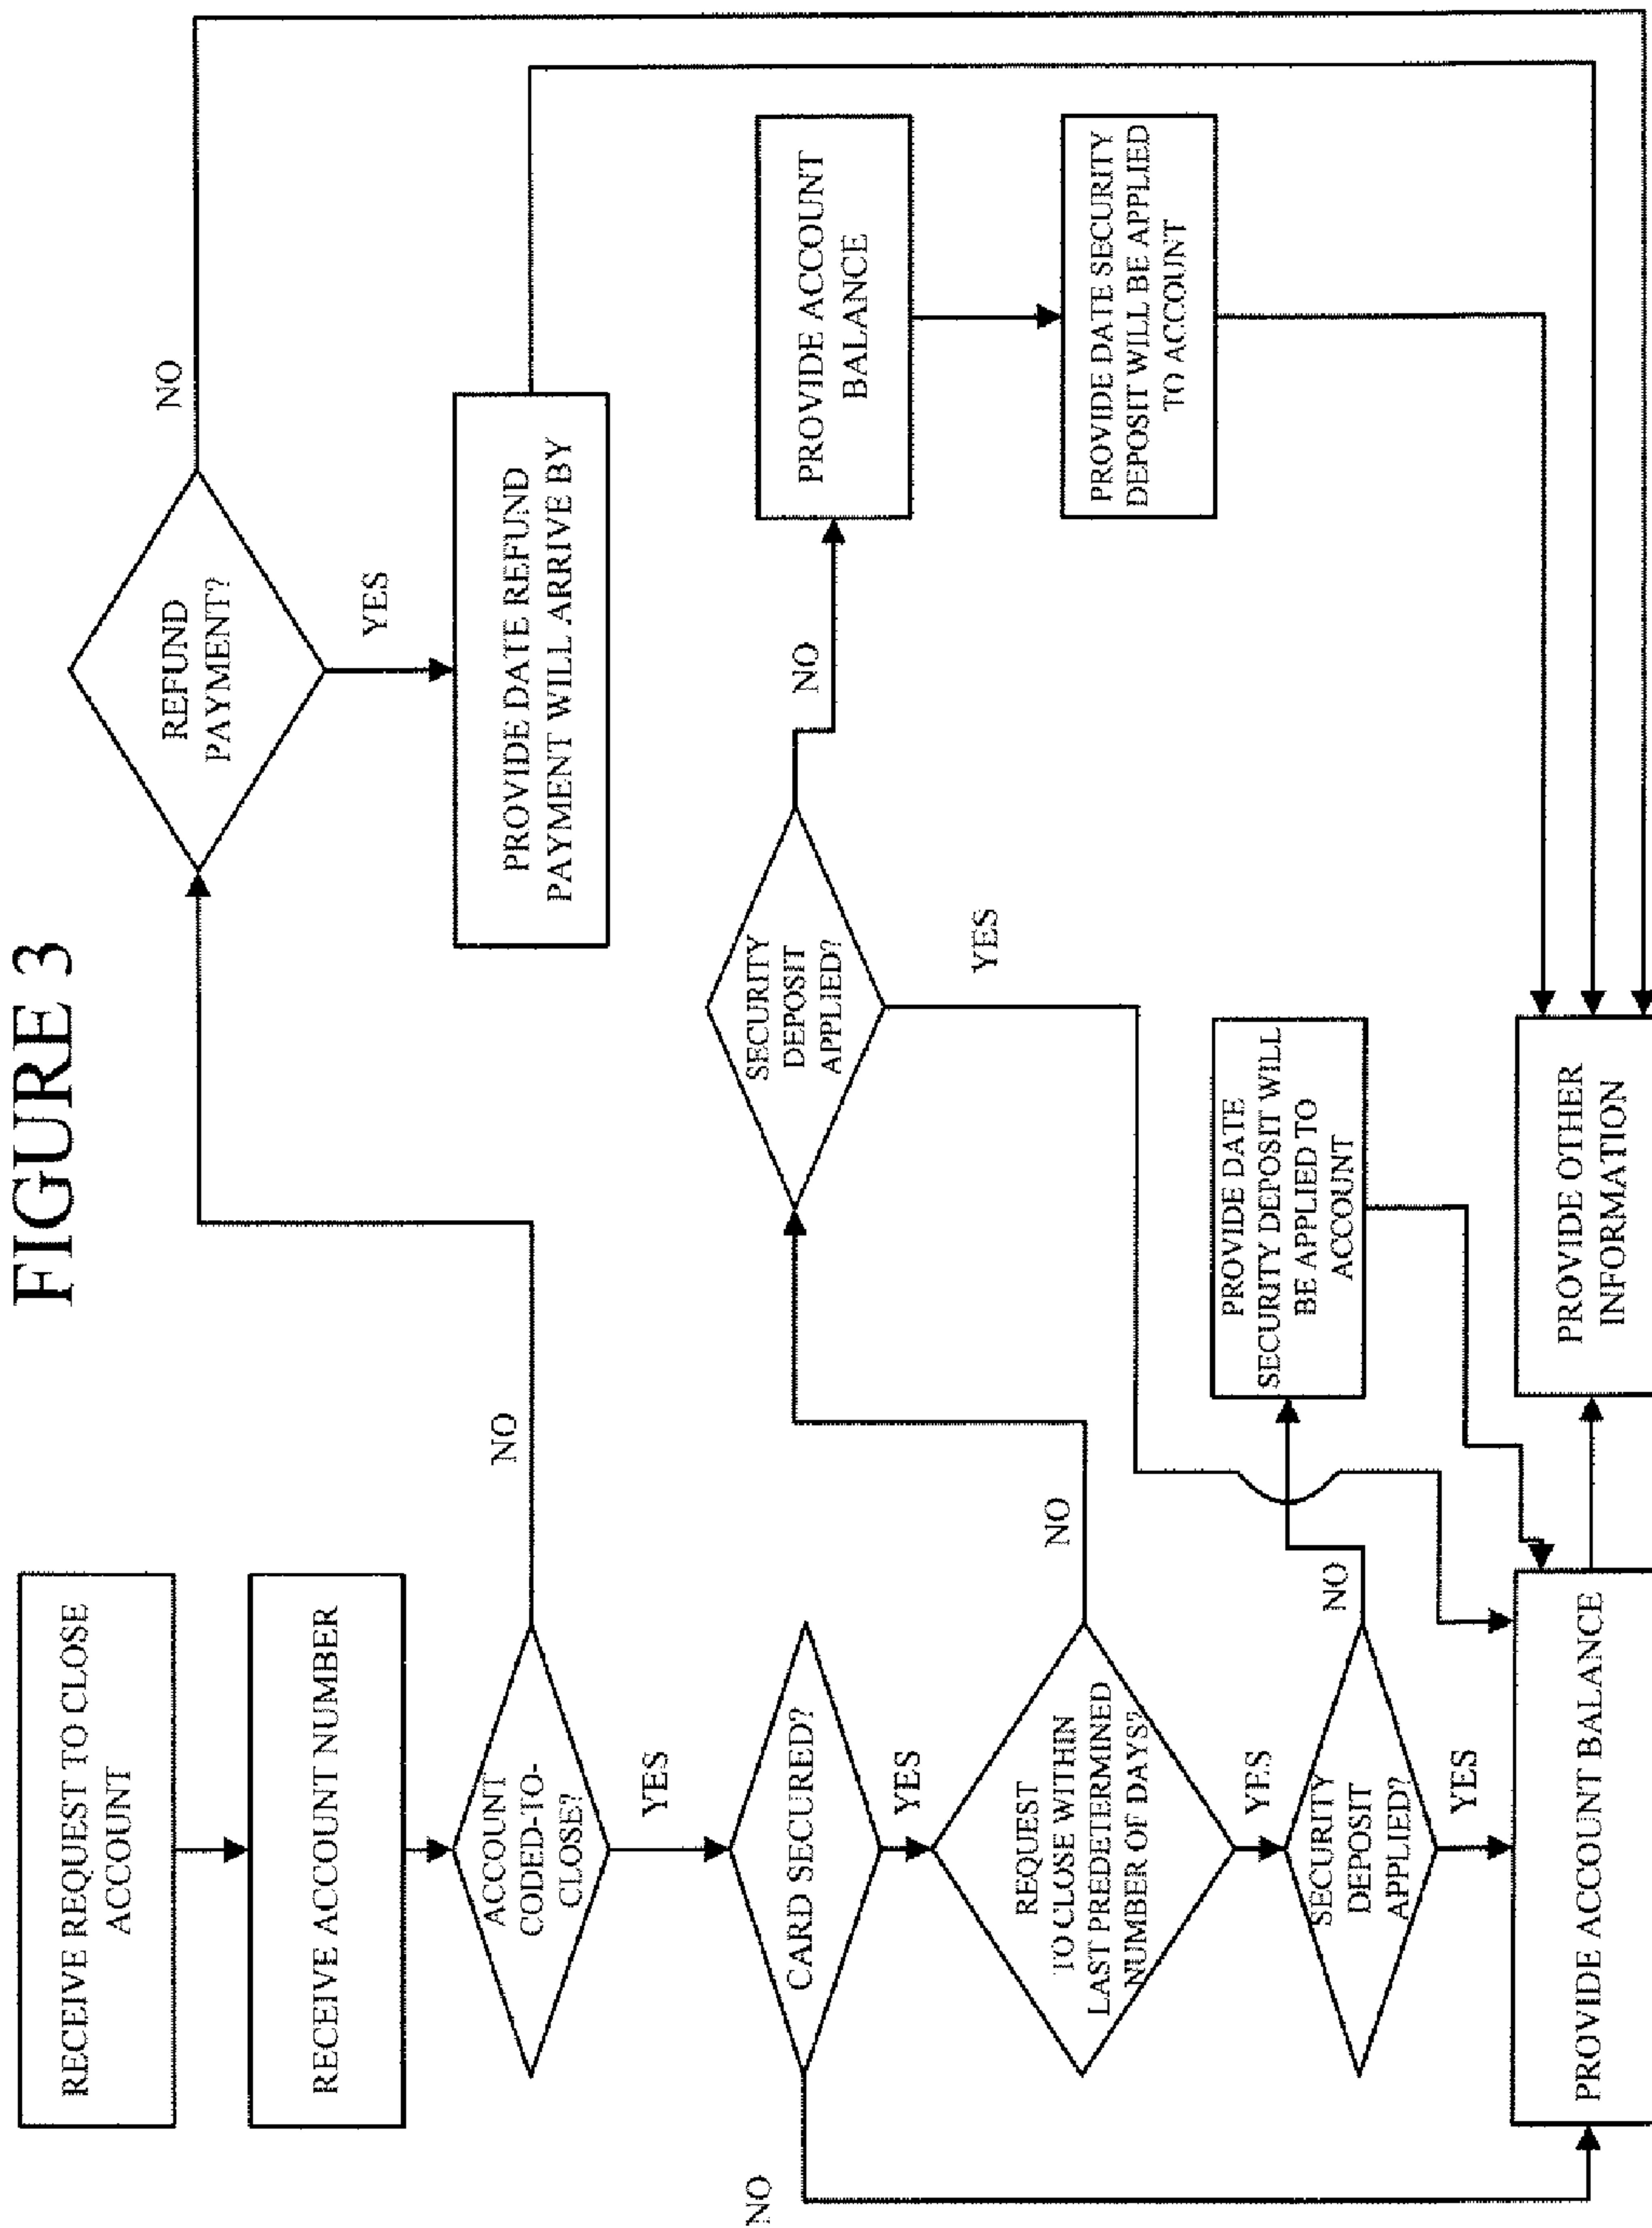 FIGURE 3
RECEIVE REQUEST TO CLOSE
ACCOUNT
RECEIVE ACCOUNT NUMBER
ACCOUNT
CODED-TO-
CLOSE?
NO
YES
REFUND
PAYMENT?
NO
YES
PROVIDE DATE REFUND
PAYMENT WILL ARRIVE BY
CARD SECURED?
NO
YES
REQUEST
TO CLOSE WITHIN
LAST PREDETERMINED
NUMBER OF DAYS?
NO
YES
SECURITY
DEPOSIT
APPLIED?
NO
YES
PROVIDE ACCOUNT
BALANCE
PROVIDE DATE SECURITY
DEPOSIT WILL BE APPLIED
TO ACCOUNT
SECURITY
DEPOSIT
APPLIED?
NO
YES
PROVIDE DATE
SECURITY DEPOSIT WILL
BE APPLIED TO
ACCOUNT
PROVIDE ACCOUNT BALANCE
PROVIDE OTHER
INFORMATION